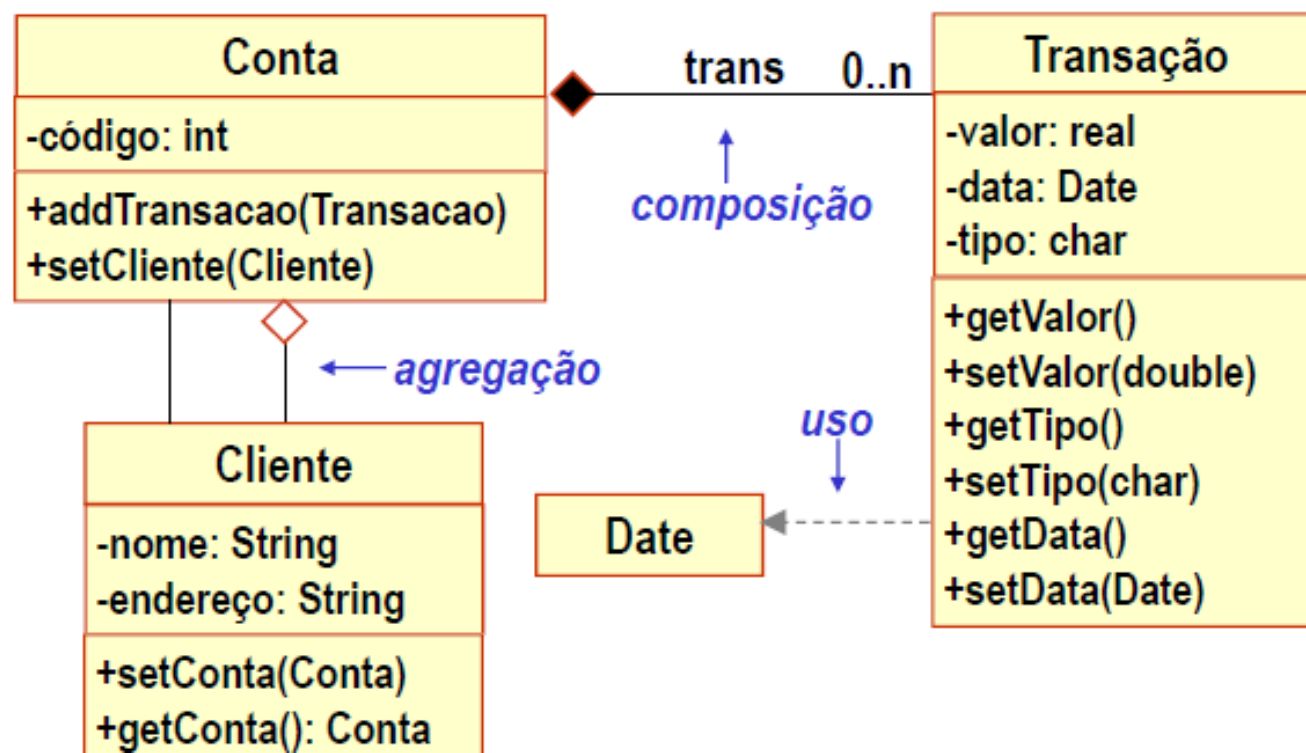 Conta
-código: int
+addTransacao(Transacao)
+setCliente(Cliente)
trans 0..n
composição
Transação
-valor: real
-data: Date
-tipo: char
+getValor()
+setValor(double)
+getTipo()
+setTipo(char)
+getData()
+setData(Date)
agregação
uso
Cliente
-nome: String
-endereço: String
+setConta(Conta)
+getConta(): Conta
Date